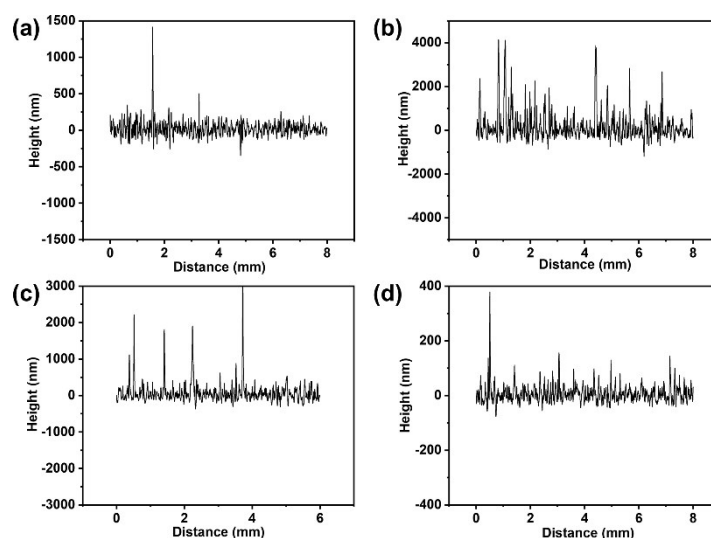 (a)
Height (nm)
1500
1000
500
0
-500
-1000
-1500
0 2 4 6 8
Distance (mm)
(b)
Height (nm)
4000
2000
0
-2000
-4000
0 2 4 6 8
Distance (mm)
(c)
Height (nm)
3000
2000
1000
0
-1000
-2000
-3000
0 2 4 6
Distance (mm)
(d)
Height (nm)
400
200
0
-200
-400
0 2 4 6 8
Distance (mm)